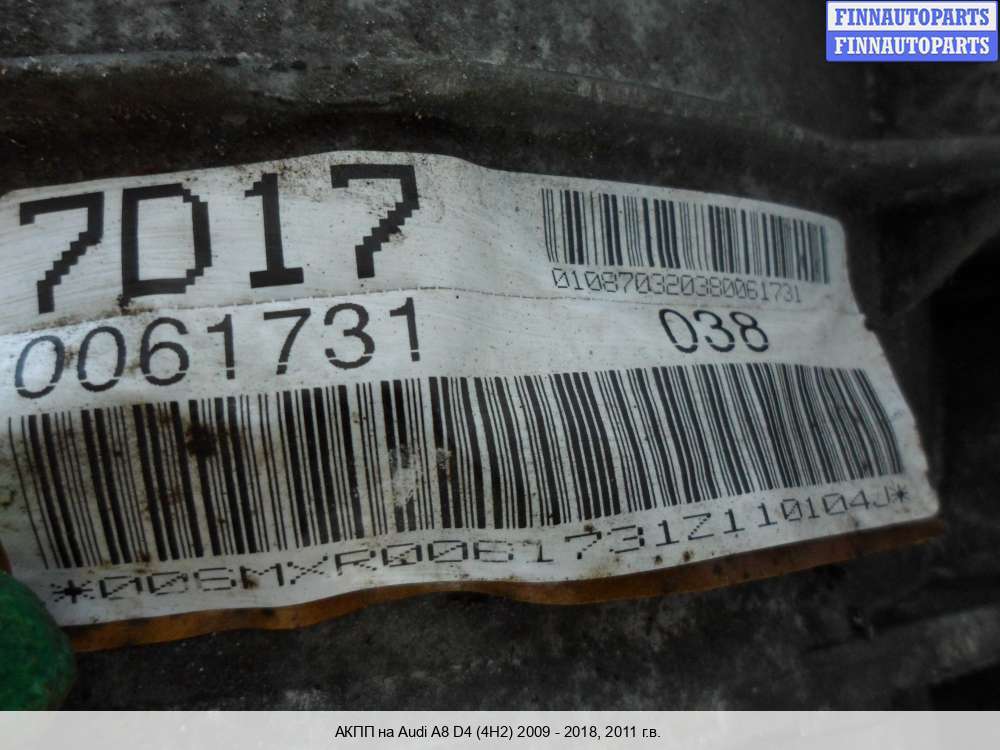 FINNAUTOPARTS
FINNAUTOPARTS
7D17
010870320380061731
0061731
038
*00SMXR0061731Z110104J*
АКПП на Audi A8 D4 (4H2) 2009 - 2018, 2011 г.в.